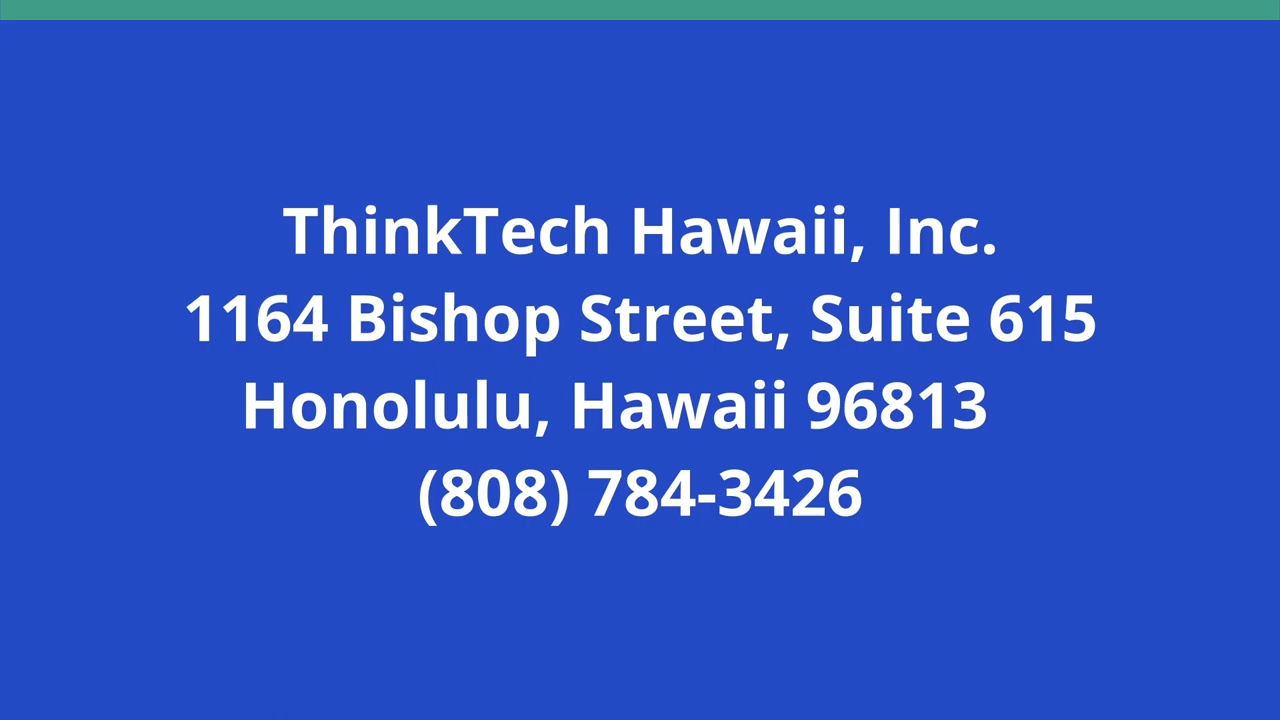 ThinkTech Hawaii, Inc.
1164 Bishop Street, Suite 615
Honolulu, Hawaii 96813
(808) 784-3426